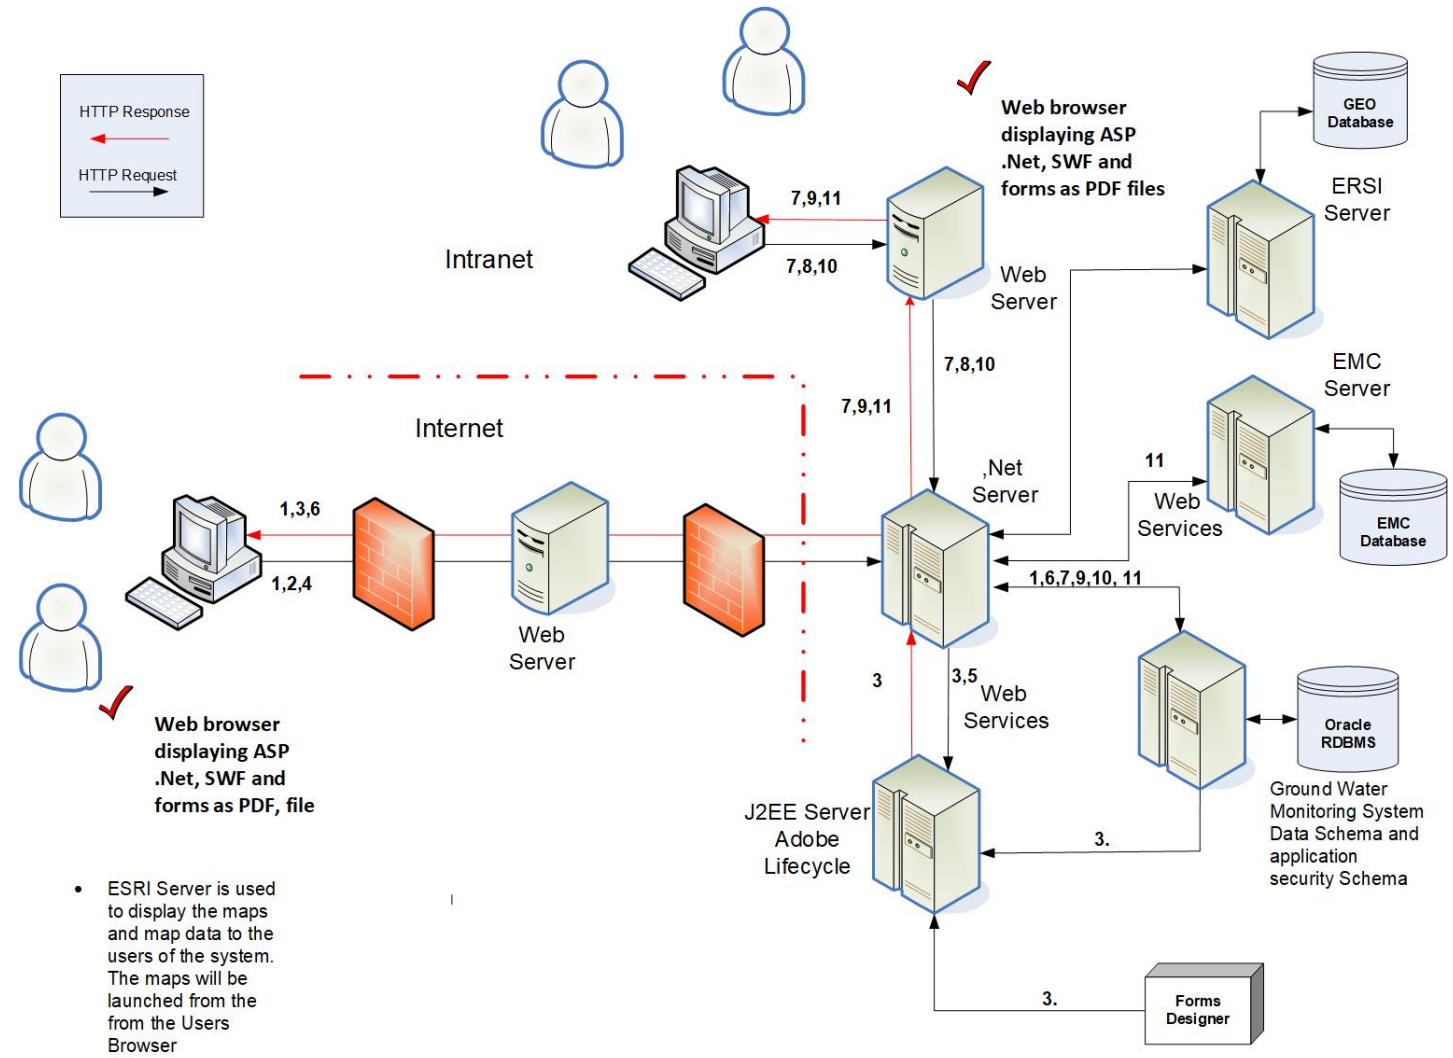 HTTP Response
HTTP Request
Web browser
displaying ASP
.Net, SWF and
forms as PDF files
GEO
Database
ERSI
Server
7,9,11
7,8,10
Intranet
Web
Server
7,8,10
7,9,11
EMC
Server
Internet
,Net
Server
11
Web
Services
EMC
Database
1,3,6
1,2,4
1,6,7,9,10, 11
Web
Server
3
3,5
Web
Services
Oracle
RDBMS
Web browser
displaying ASP
.Net, SWF and
forms as PDF, file
J2EE Server
Adobe
Lifecycle
3.
Ground Water
Monitoring System
Data Schema and
application
security Schema
• ESRI Server is used
to display the maps
and map data to the
users of the system.
The maps will be
launched from the
from the Users
Browser
3.
Forms
Designer